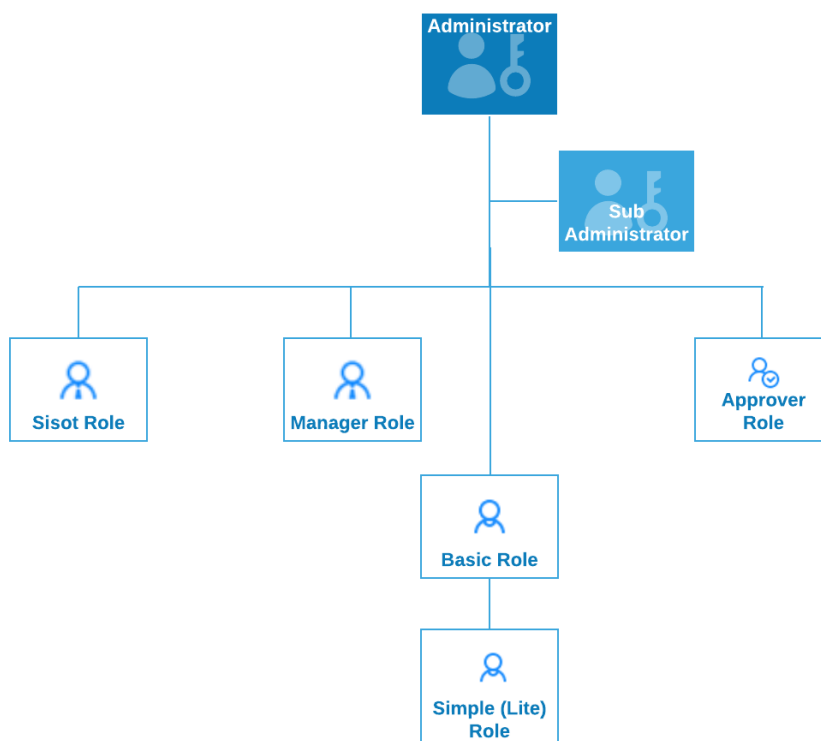 Administrator
Sub
Administrator
Sisot Role
Manager Role
Approver
Role
Basic Role
Simple (Lite)
Role